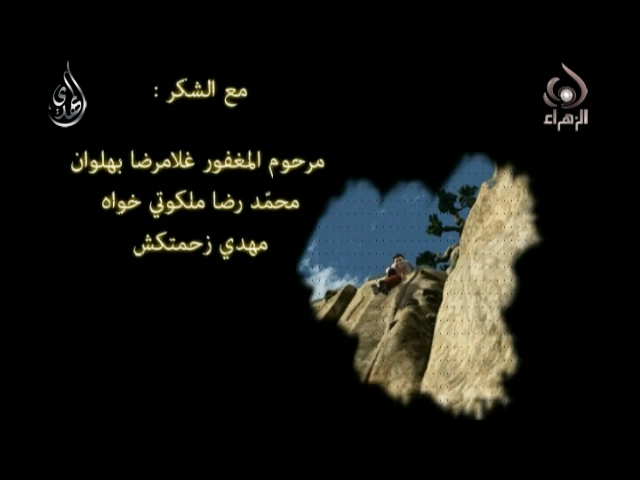 مع الشكر :
مرحوم المغفور غلامرضا بهلوان
محمّد رضا ملكوتي خواه
مهدي زحمتكش
الزهراء